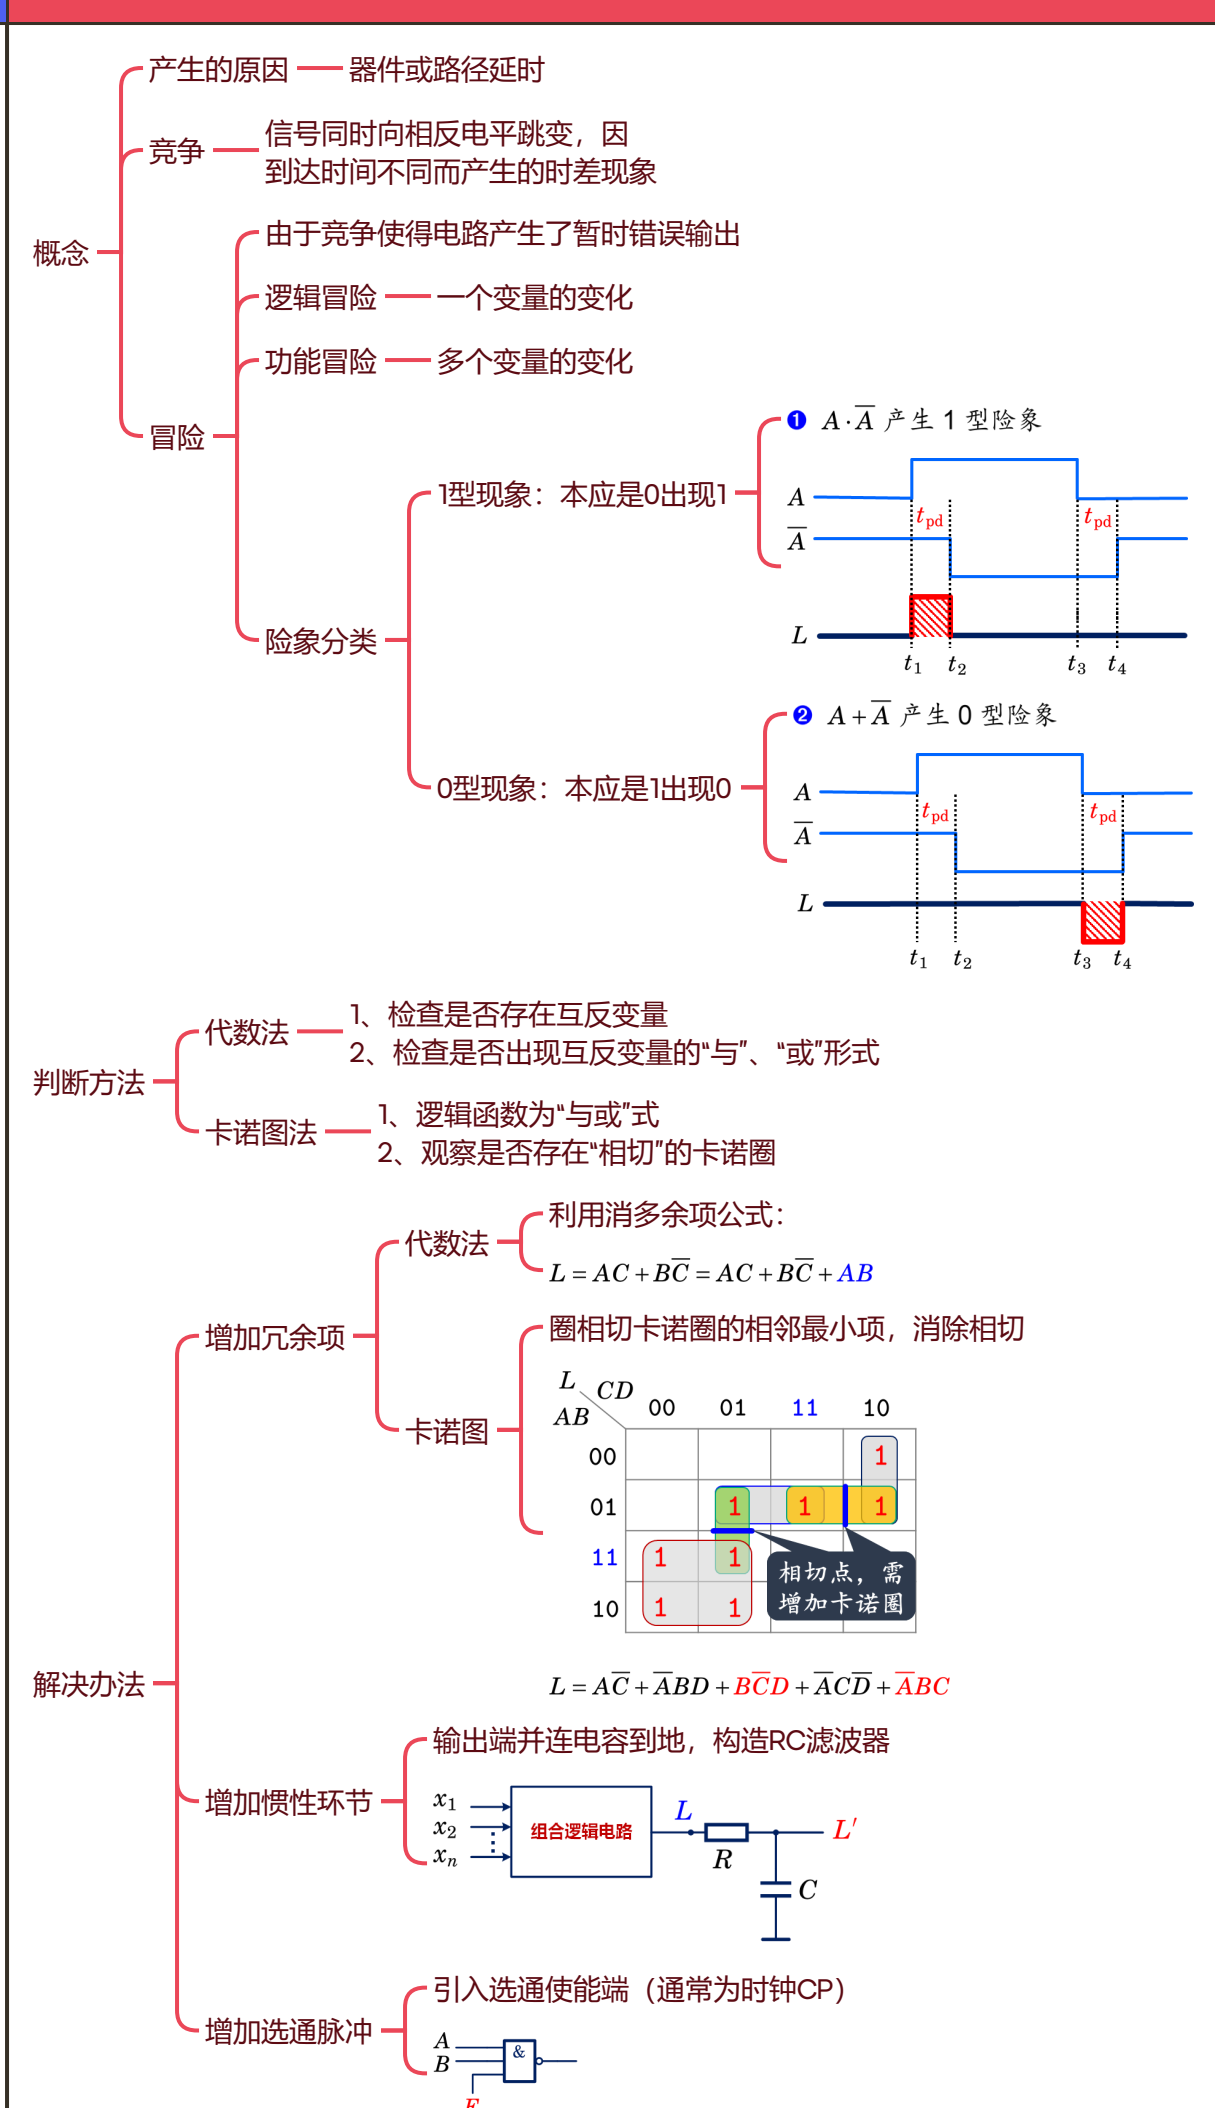 产生的原因
器件或路径延时
竞争
信号同时向相反电平跳变，因
到达时间不同而产生的时差现象
概念
冒险
由于竞争使得电路产生了暂时错误输出
逻辑冒险
一个变量的变化
功能冒险
多个变量的变化
险象分类
1型现象：本应是0出现1
❶ A·A̅ 产生 1 型险象
A
t_pd
t_pd
A̅
L
t₁ t₂ t₃ t₄
0型现象：本应是1出现0
❷ A+A̅ 产生 0 型险象
A
t_pd
t_pd
A̅
L
t₁ t₂ t₃ t₄
判断方法
代数法
1、检查是否存在互反变量
2、检查是否出现互反变量的“与”、“或”形式
卡诺图法
1、逻辑函数为“与或”式
2、观察是否存在“相切”的卡诺圈
解决办法
增加冗余项
代数法
利用消多余项公式：
L = AC + BC̅ = AC + BC̅ + AB
卡诺图
圈相切卡诺圈的相邻最小项，消除相切
L
CD
AB
00 01 11 10
00 1
01 1 1 1
11 1 1
10 1 1
相切点，需
增加卡诺圈
L = AC̅ + A̅BD + BC̅D + A̅CD̅ + A̅BC
增加惯性环节
输出端并连电容到地，构造RC滤波器
x₁
x₂
xₙ
组合逻辑电路
L
R
L'
C
增加选通脉冲
引入选通使能端（通常为时钟CP）
A
B
&